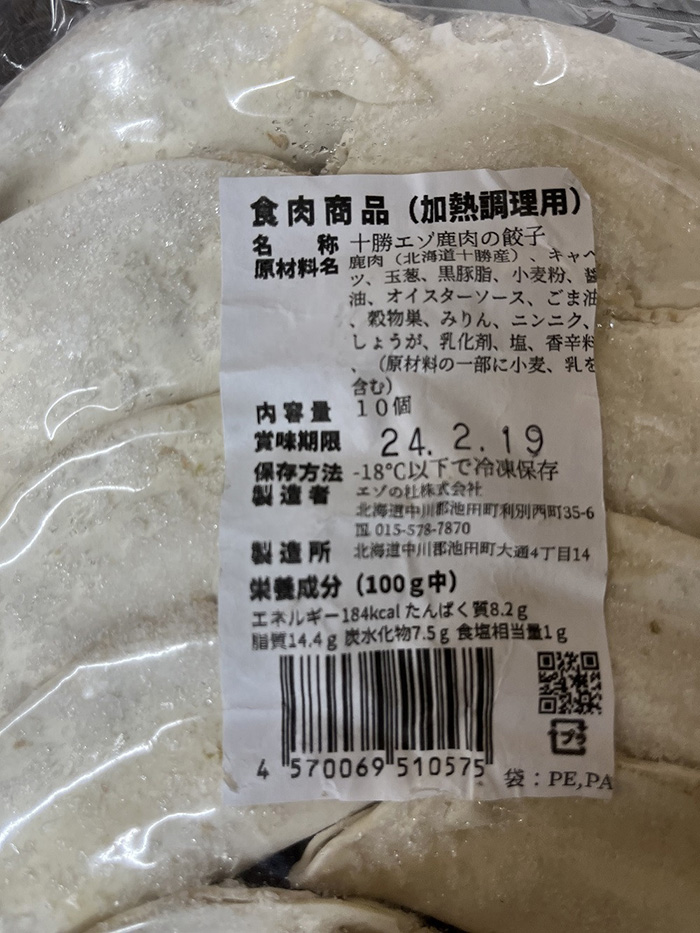 食肉商品（加熱調理用）
名　称 十勝エゾ鹿肉の餃子
原材料名 鹿肉（北海道十勝産）、キャベ
ツ、玉葱、黒豚脂、小麦粉、醤
油、オイスターソース、ごま油
、穀物巣、みりん、ニンニク、
しょうが、乳化剤、塩、香辛料
、（原材料の一部に小麦、乳を
含む）
内容量 １０個
賞味期限 24.2.19
保存方法 -18℃以下で冷凍保存
製造者 エゾの杜株式会社
北海道中川郡池田町利別西町35-6
℡ 015-578-7870
製造所 北海道中川郡池田町大通4丁目14
栄養成分（100ｇ中）
エネルギー184kcal たんぱく質8.2ｇ
脂質14.4ｇ 炭水化物7.5ｇ 食塩相当量1ｇ
4 570069 510575
プラ
袋：PE,PA